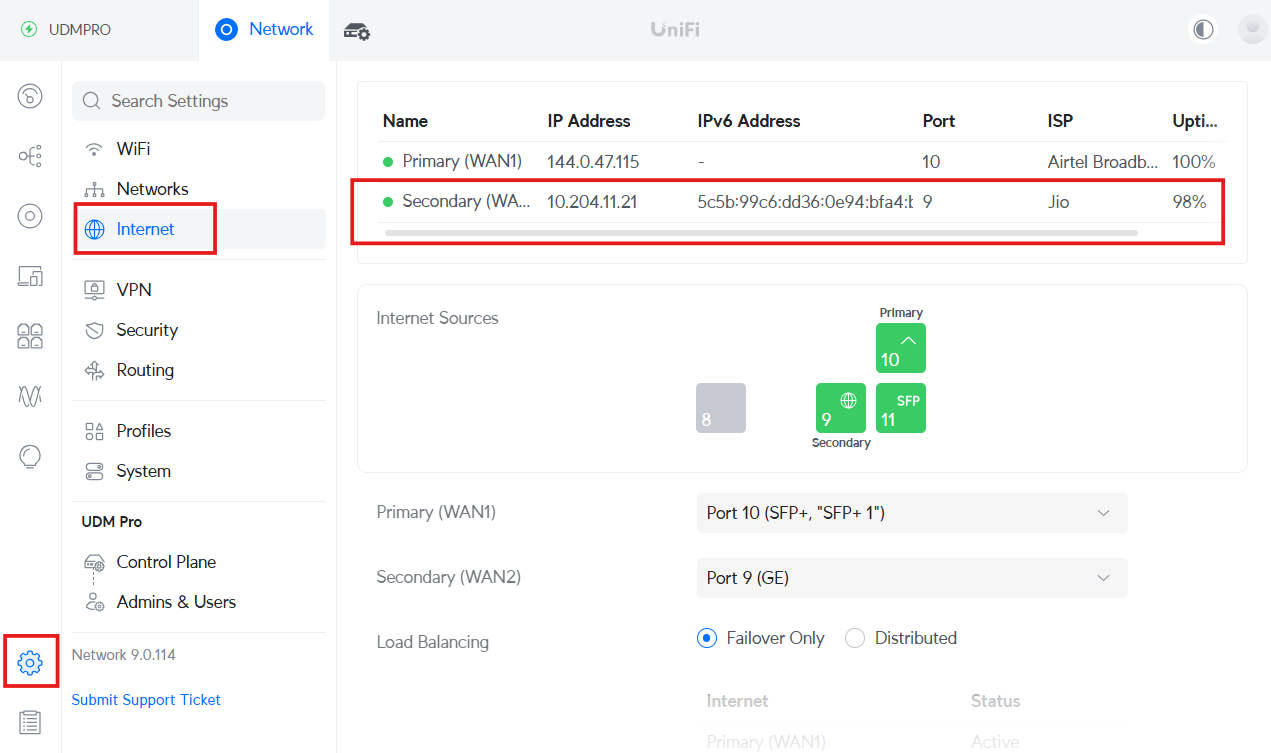 UDMPRO
Network
UniFi
Search Settings
WiFi
Networks
Internet
VPN
Security
Routing
Profiles
System
UDM Pro
Control Plane
Admins & Users
Network 9.0.114
Submit Support Ticket
Name IP Address IPv6 Address Port ISP Upti...
Primary (WAN1) 144.0.47.115 - 10 Airtel Broadb... 100%
Secondary (WA... 10.204.11.21 5c5b:99c6:dd36:0e94:bfa4:b 9 Jio 98%
Internet Sources
Primary
10
8
9
SFP
11
Secondary
Primary (WAN1) Port 10 (SFP+, "SFP+ 1")
Secondary (WAN2) Port 9 (GE)
Load Balancing Failover Only Distributed
Internet Status
Primary (WAN1) Active